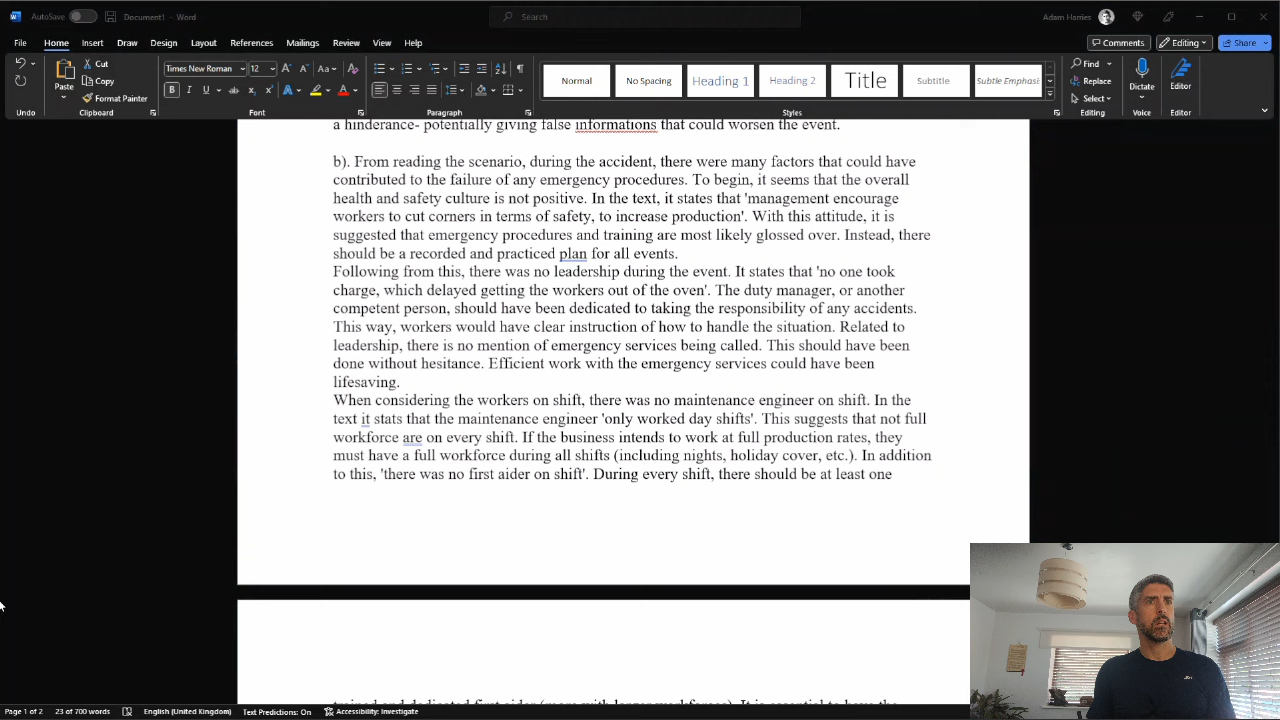 AutoSave
Document1 - Word
Search
Adam Horries
File
Home
Insert
Draw
Design
Layout
References
Mailings
Review
View
Help
Comments
Editing
Share
Cut
Copy
Format Painter
Paste
Times New Roman
12
Normal
No Spacing
Heading 1
Heading 2
Title
Subtitle
Subtle Emphasis
Find
Replace
Select
Dictate
Editor
Undo
Clipboard
Font
Paragraph
Styles
Voice
Editor
a hinderance- potentially giving false informations that could worsen the event.
b). From reading the scenario, during the accident, there were many factors that could have
contributed to the failure of any emergency procedures. To begin, it seems that the overall
health and safety culture is not positive. In the text, it states that 'management encourage
workers to cut corners in terms of safety, to increase production'. With this attitude, it is
suggested that emergency procedures and training are most likely glossed over. Instead, there
should be a recorded and practiced plan for all events.
Following from this, there was no leadership during the event. It states that 'no one took
charge, which delayed getting the workers out of the oven'. The duty manager, or another
competent person, should have been dedicated to taking the responsibility of any accidents.
This way, workers would have clear instruction of how to handle the situation. Related to
leadership, there is no mention of emergency services being called. This should have been
done without hesitance. Efficient work with the emergency services could have been
lifesaving.
When considering the workers on shift, there was no maintenance engineer on shift. In the
text it stats that the maintenance engineer 'only worked day shifts'. This suggests that not full
workforce are on every shift. If the business intends to work at full production rates, they
must have a full workforce during all shifts (including nights, holiday cover, etc.). In addition
to this, 'there was no first aider on shift'. During every shift, there should be at least one
Page 1 of 2
23 of 700 words
English (United Kingdom)
Text Predictions: On
Accessibility: Investigate